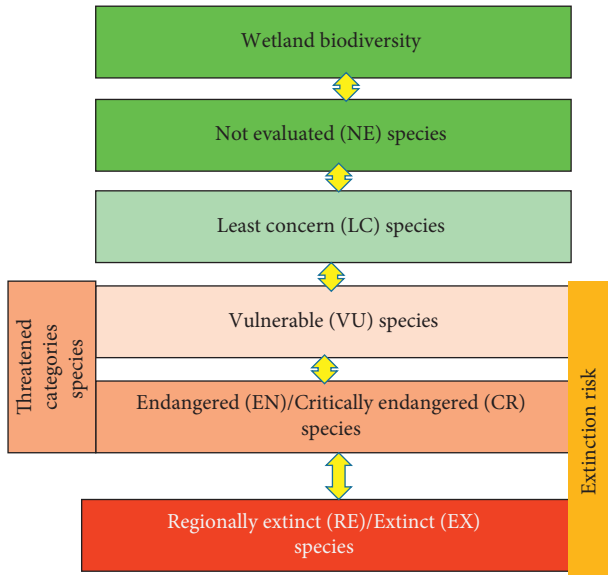 Wetland biodiversity
Not evaluated (NE) species
Least concern (LC) species
Threatened
categories
species
Vulnerable (VU) species
Endangered (EN)/Critically endangered (CR)
species
Extinction risk
Regionally extinct (RE)/Extinct (EX)
species